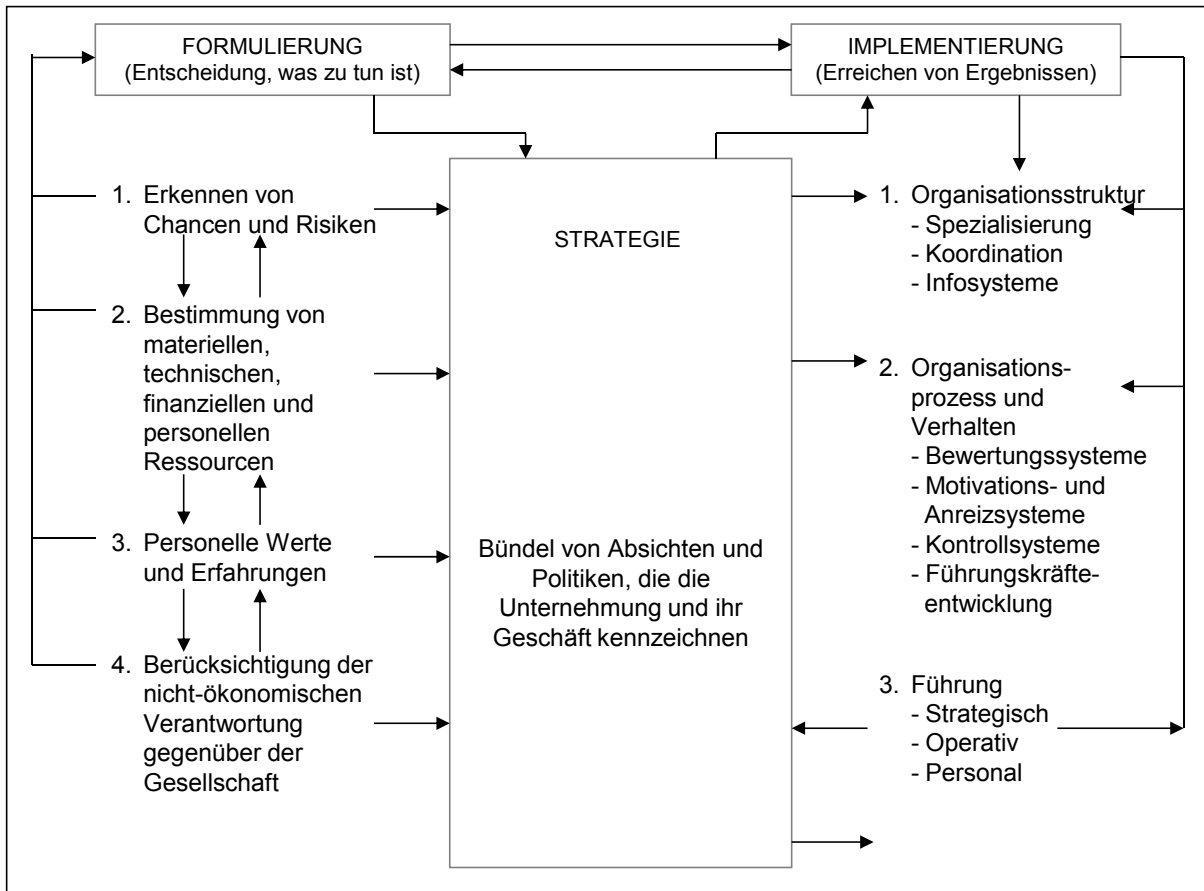 FORMULIERUNG
(Entscheidung, was zu tun ist)
IMPLEMENTIERUNG
(Erreichen von Ergebnissen)
1. Erkennen von
Chancen und Risiken
2. Bestimmung von
materiellen,
technischen,
finanziellen und
personellen
Ressourcen
3. Personelle Werte
und Erfahrungen
4. Berücksichtigung der
nicht-ökonomischen
Verantwortung
gegenüber der
Gesellschaft
STRATEGIE
Bündel von Absichten und
Politiken, die die
Unternehmung und ihr
Geschäft kennzeichnen
1. Organisationsstruktur
- Spezialisierung
- Koordination
- Infosysteme
2. Organisations-
prozess und
Verhalten
- Bewertungssysteme
- Motivations- und
Anreizsysteme
- Kontrollsysteme
- Führungskräfte-
entwicklung
3. Führung
- Strategisch
- Operativ
- Personal